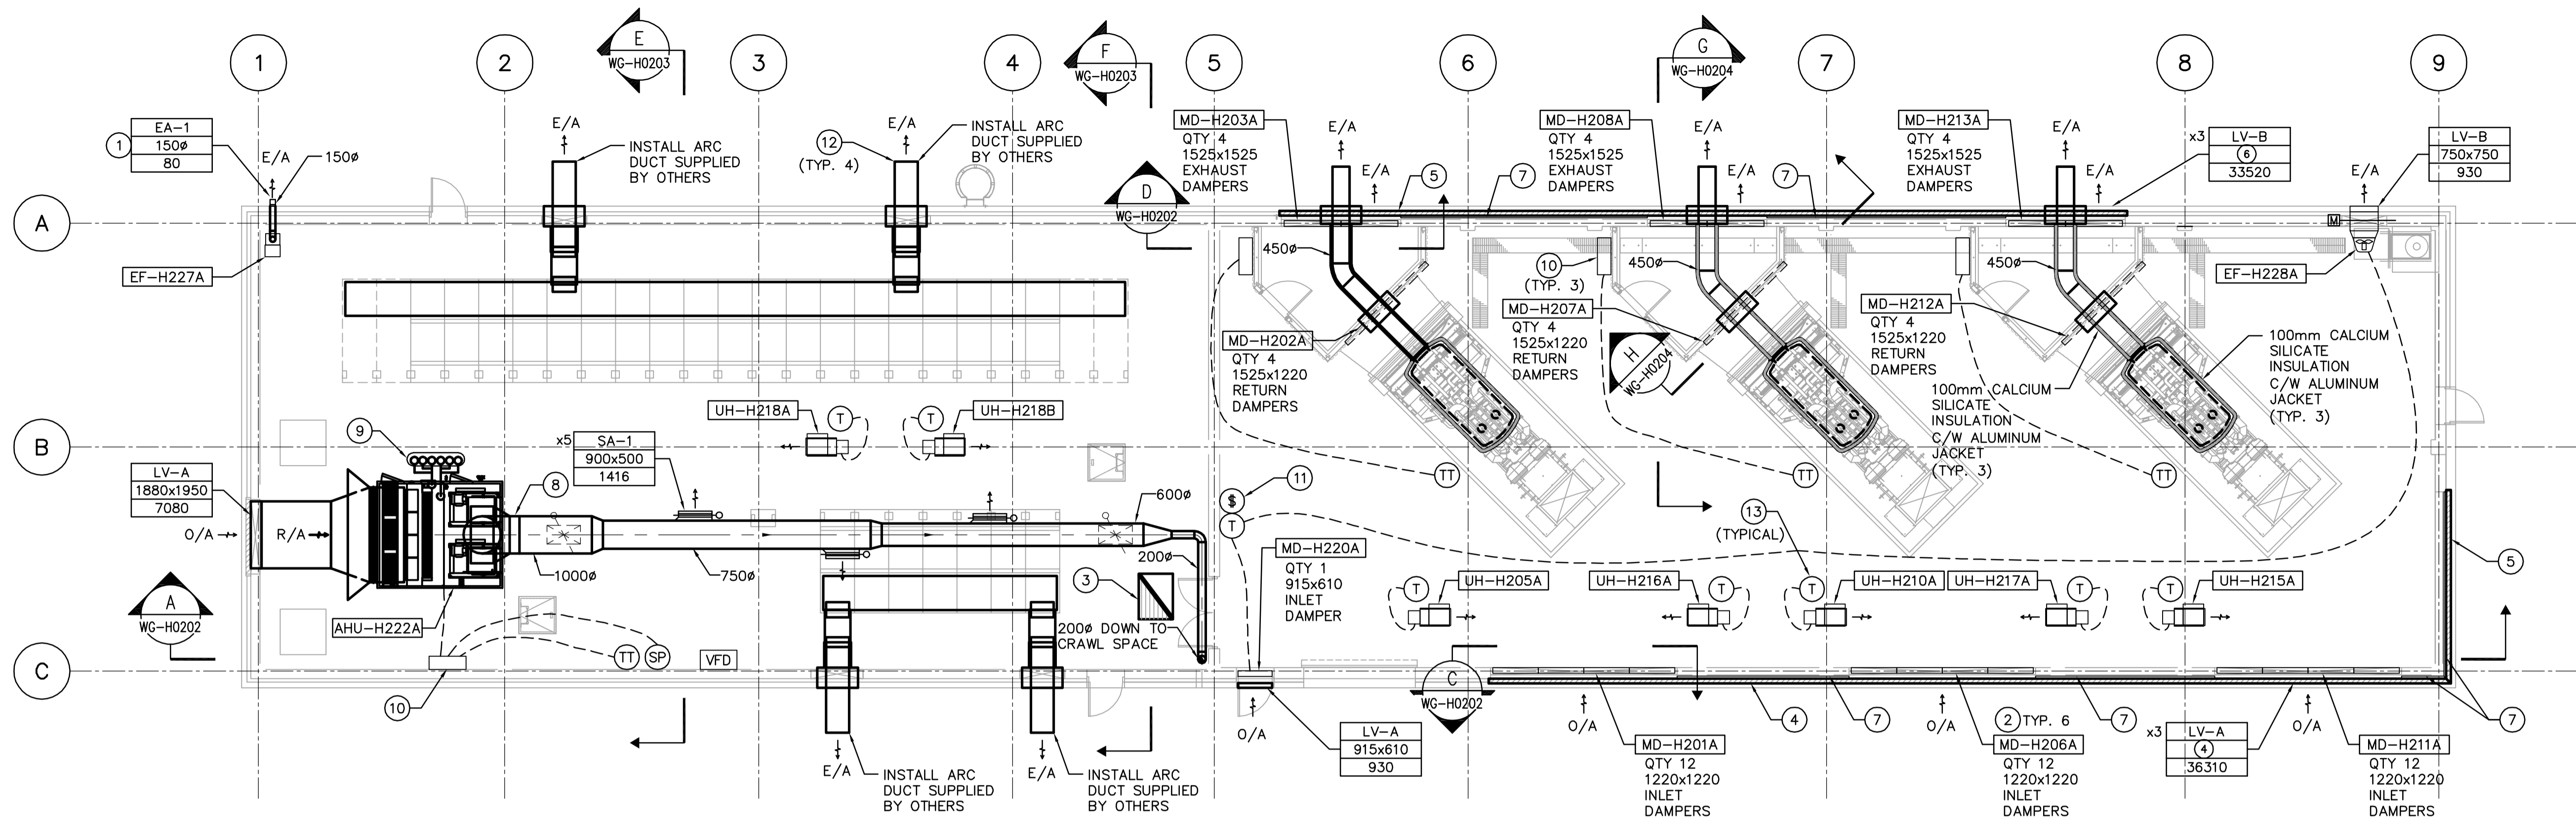 1
2
E
WG-H0203
3
4
F
WG-H0203
5
6
G
WG-H0204
7
8
9
1
EA-1
150ø
80
E/A
150ø
EF-H227A
E/A
INSTALL ARC
DUCT SUPPLIED
BY OTHERS
12
(TYP. 4)
E/A
INSTALL ARC
DUCT SUPPLIED
BY OTHERS
D
WG-H0202
MD-H203A
QTY 4
1525x1525
EXHAUST
DAMPERS
E/A
E/A
5
7
MD-H208A
QTY 4
1525x1525
EXHAUST
DAMPERS
E/A
E/A
7
MD-H213A
QTY 4
1525x1525
EXHAUST
DAMPERS
E/A
E/A
x3
LV-B
6
33520
LV-B
750x750
930
E/A
M
A
450ø
10
(TYP. 3)
450ø
450ø
EF-H228A
MD-H202A
QTY 4
1525x1220
RETURN
DAMPERS
MD-H207A
QTY 4
1525x1220
RETURN
DAMPERS
H
WG-H0204
MD-H212A
QTY 4
1525x1220
RETURN
DAMPERS
100mm CALCIUM
SILICATE
INSULATION
C/W ALUMINUM
JACKET
(TYP. 3)
100mm CALCIUM
SILICATE
INSULATION
C/W ALUMINUM
JACKET
(TYP. 3)
UH-H218A
T
T
UH-H218B
B
9
LV-A
1880x1950
7080
O/A
R/A
8
x5
SA-1
900x500
1416
1000ø
750ø
600ø
200ø
$
T
11
TT
TT
TT
13
(TYPICAL)
A
WG-H0202
AHU-H222A
TT
SP
VFD
3
200ø DOWN TO
CRAWL SPACE
MD-H220A
QTY 1
915x610
INLET
DAMPER
T
UH-H205A
UH-H216A
T
T
UH-H210A
UH-H217A
T
T
UH-H215A
5
C
10
E/A
INSTALL ARC
DUCT SUPPLIED
BY OTHERS
E/A
INSTALL ARC
DUCT SUPPLIED
BY OTHERS
O/A
LV-A
915x610
930
C
WG-H0202
O/A
MD-H201A
QTY 12
1220x1220
INLET
DAMPERS
4
7
O/A
2
TYP. 6
MD-H206A
QTY 12
1220x1220
INLET
DAMPERS
7
x3
LV-A
4
36310
O/A
MD-H211A
QTY 12
1220x1220
INLET
DAMPERS
7